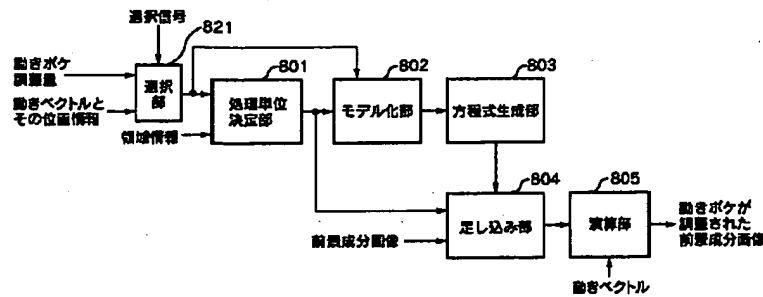 選択信号
821
動きボケ
調整量
選択
部
動きベクトルと
その位置情報
801
処理単位
決定部
領域情報
802
モデル化部
803
方程式生成部
804
足し込み部
前景成分画像
805
演算部
動きベクトル
動きボケが
調整された
前景成分画像